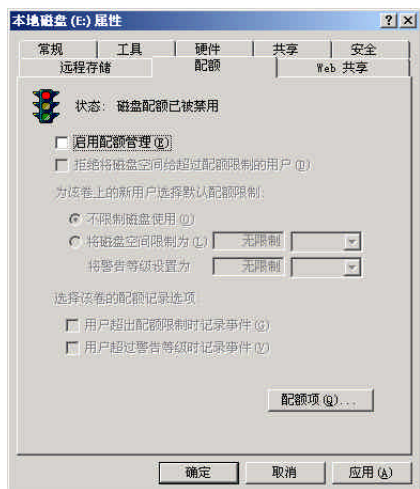 本地磁盘 (E:) 属性
常规 工具 硬件 共享 安全
远程存储 配额 Web 共享
状态: 磁盘配额已被禁用
启用配额管理(E)
拒绝将磁盘空间给超过配额限制的用户(D)
为该卷上的新用户选择默认配额限制:
不限制磁盘使用(O)
将磁盘空间限制为(L) 无限制
将警告等级设置为 无限制
选择该卷的配额记录选项:
用户超出配额限制时记录事件(G)
用户超过警告等级时记录事件(V)
配额项(Q)...
确定 取消 应用(A)